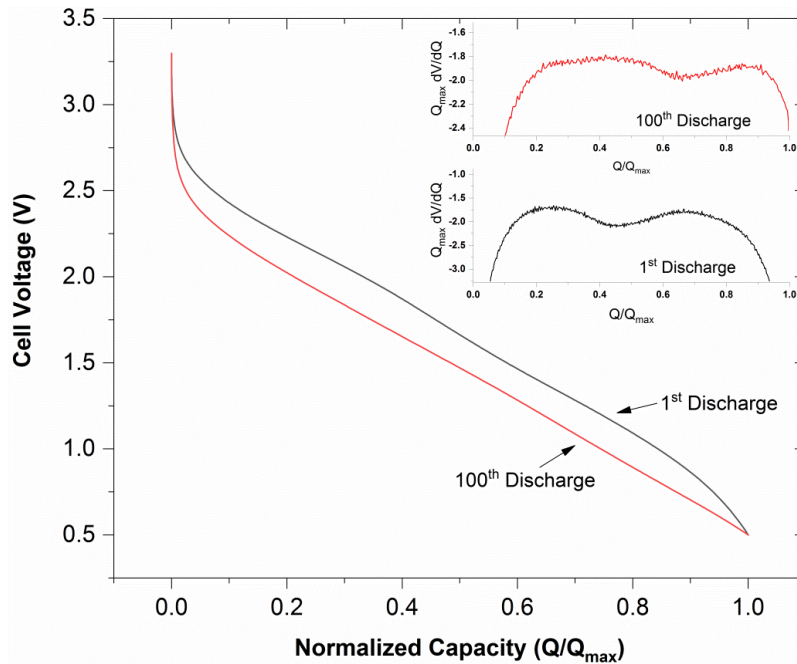 3.5
3.0
2.5
2.0
1.5
1.0
0.5
Cell Voltage (V)
0.0 0.2 0.4 0.6 0.8 1.0
Normalized Capacity (Q/Qmax)
1st Discharge
100th Discharge
-1.6
-1.8
-2.0
-2.2
-2.4
Qmax dV/dQ
100th Discharge
0.0 0.2 0.4 0.6 0.8 1.0
Q/Qmax
-1.0
-1.5
-2.0
-2.5
-3.0
Qmax dV/dQ
1st Discharge
0.0 0.2 0.4 0.6 0.8 1.0
Q/Qmax